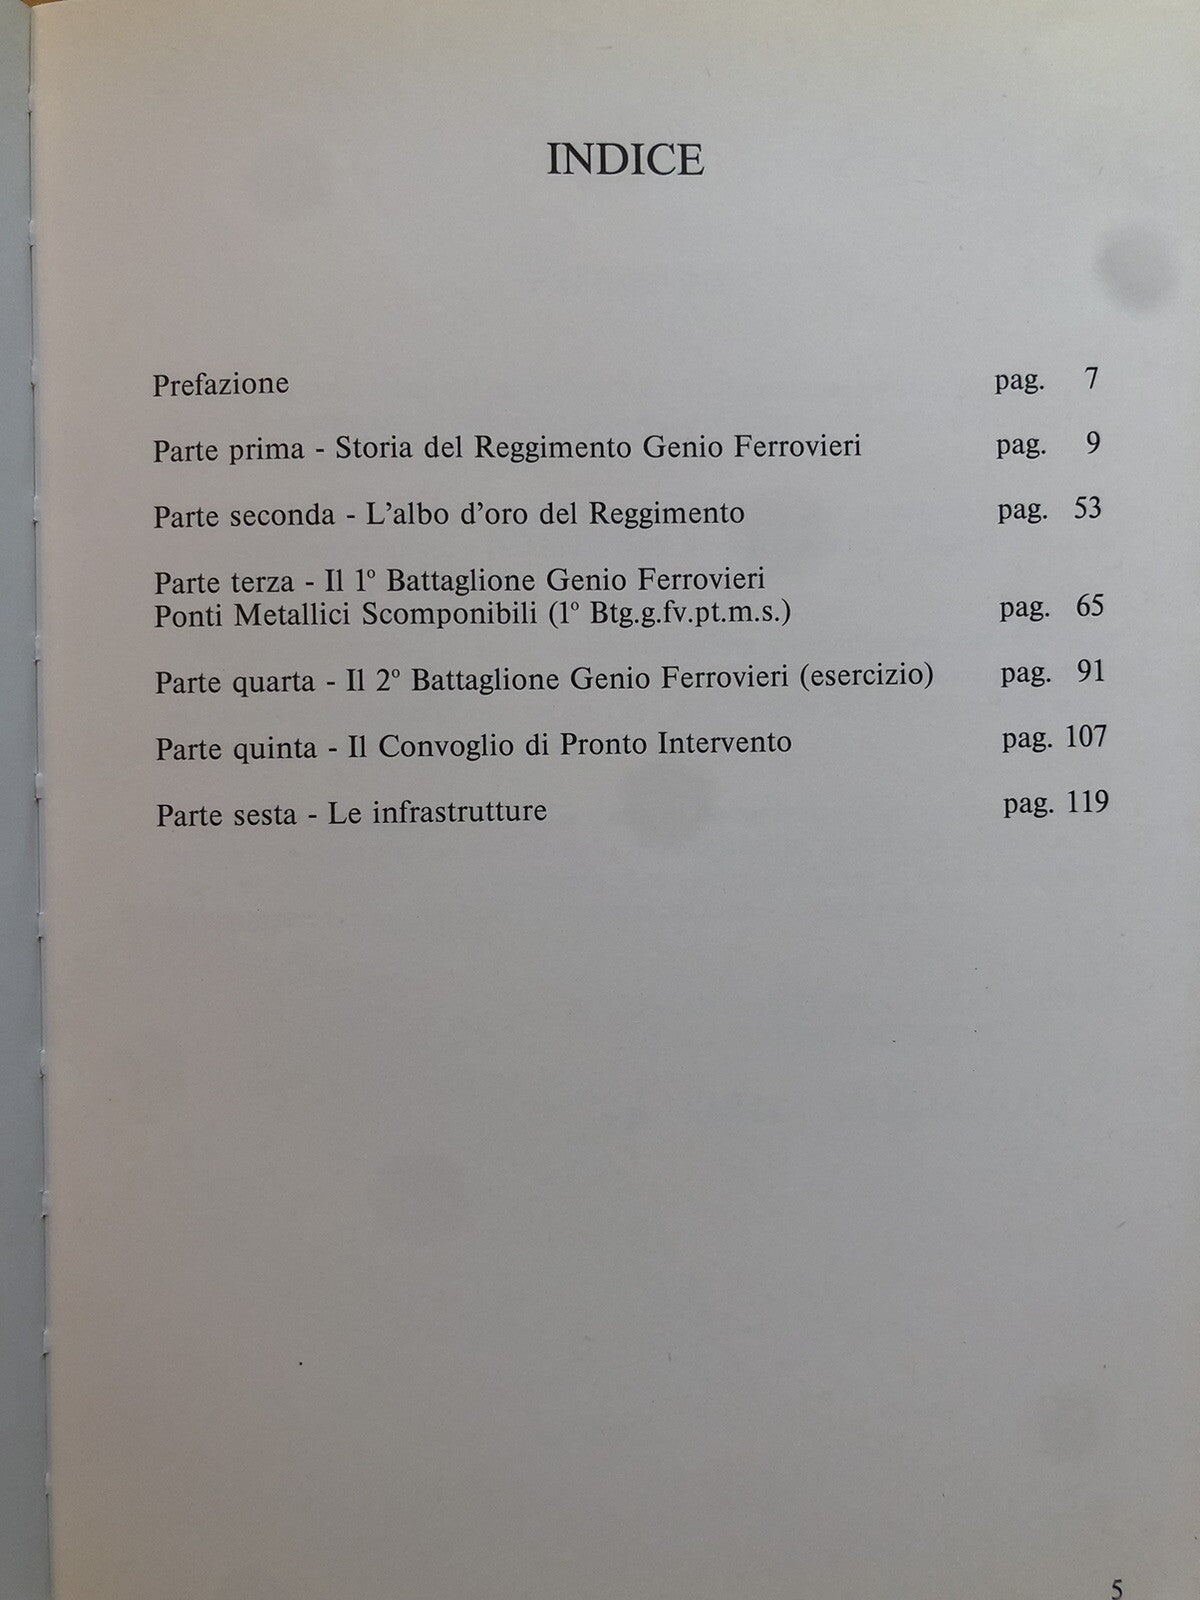 INDICE
Prefazione pag. 7
Parte prima - Storia del Reggimento Genio Ferrovieri pag. 9
Parte seconda - L'albo d'oro del Reggimento pag. 53
Parte terza - Il 1º Battaglione Genio Ferrovieri
Ponti Metallici Scomponibili (1º Btg.g.fv.pt.m.s.) pag. 65
Parte quarta - Il 2º Battaglione Genio Ferrovieri (esercizio) pag. 91
Parte quinta - Il Convoglio di Pronto Intervento pag. 107
Parte sesta - Le infrastrutture pag. 119
5